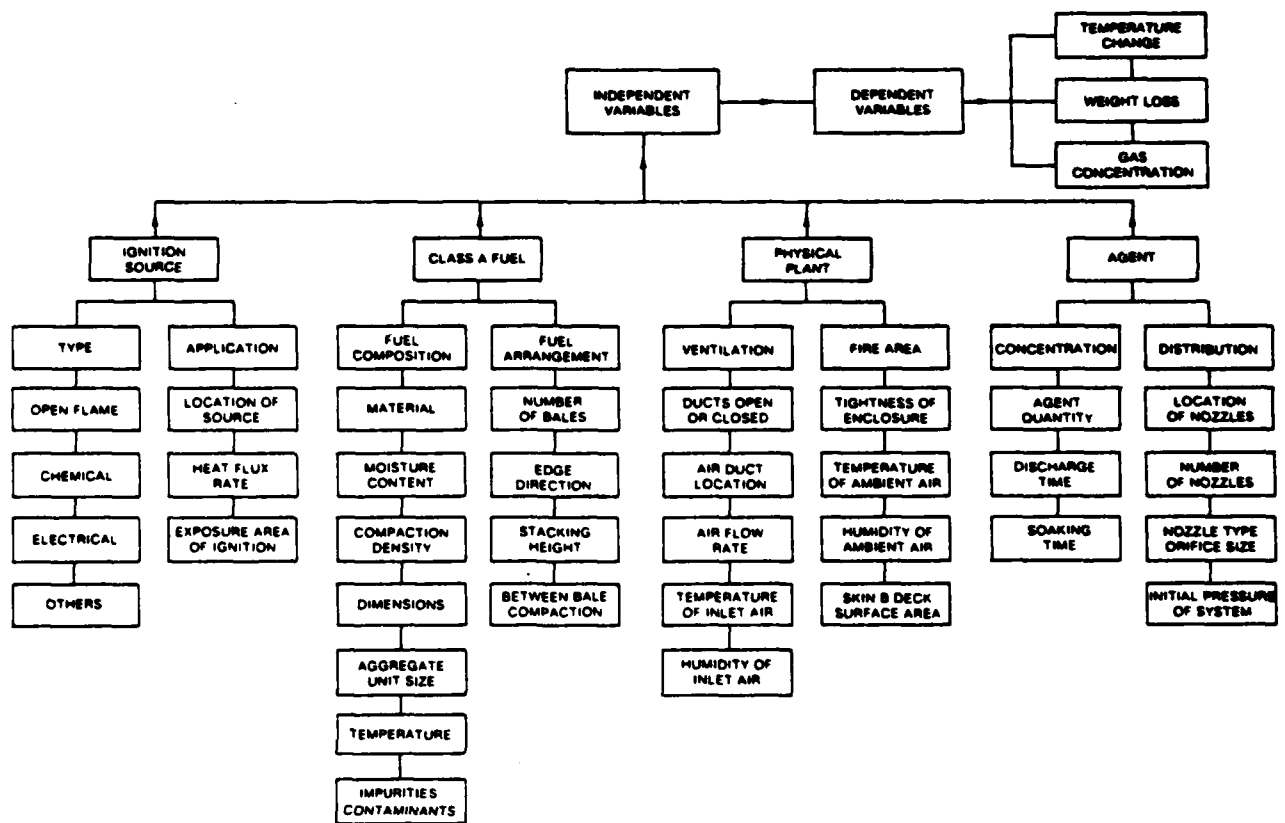 TEMPERATURE
CHANGE
INDEPENDENT
VARIABLES
DEPENDENT
VARIABLES
WEIGHT LOSS
GAS
CONCENTRATION
IGNITION
SOURCE
CLASS A FUEL
PHYSICAL
PLANT
AGENT
TYPE
OPEN FLAME
CHEMICAL
ELECTRICAL
OTHERS
APPLICATION
LOCATION OF
SOURCE
HEAT FLUX
RATE
EXPOSURE AREA
OF IGNITION
FUEL
COMPOSITION
MATERIAL
MOISTURE
CONTENT
COMPACTION
DENSITY
DIMENSIONS
AGGREGATE
UNIT SIZE
TEMPERATURE
IMPURITIES
CONTAMINANTS
FUEL
ARRANGEMENT
NUMBER
OF BALES
EDGE
DIRECTION
STACKING
HEIGHT
BETWEEN BALE
COMPACTION
VENTILATION
DUCTS OPEN
OR CLOSED
AIR DUCT
LOCATION
AIR FLOW
RATE
TEMPERATURE
OF INLET AIR
HUMIDITY OF
INLET AIR
FIRE AREA
TIGHTNESS OF
ENCLOSURE
TEMPERATURE
OF AMBIENT AIR
HUMIDITY OF
AMBIENT AIR
SKIN B DECK
SURFACE AREA
CONCENTRATION
AGENT
QUANTITY
DISCHARGE
TIME
SOAKING
TIME
DISTRIBUTION
LOCATION
OF NOZZLES
NUMBER
OF NOZZLES
NOZZLE TYPE
ORIFICE SIZE
INITIAL PRESSURE
OF SYSTEM